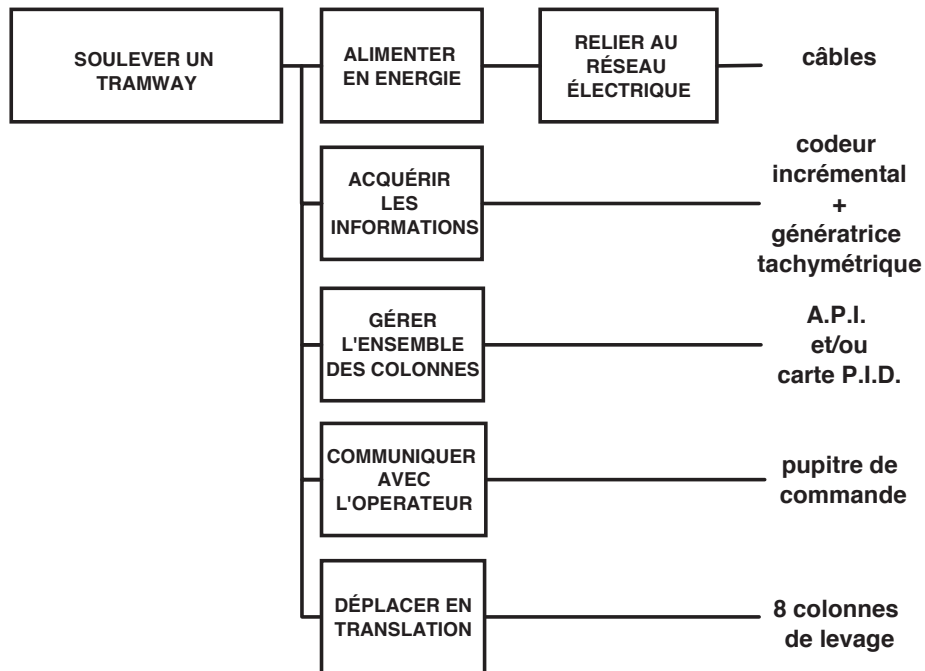 SOULEVER UN
TRAMWAY
ALIMENTER
EN ENERGIE
RELIER AU
RÉSEAU
ÉLECTRIQUE
câbles
ACQUÉRIR
LES
INFORMATIONS
codeur
incrémental
+
génératrice
tachymétrique
GÉRER
L'ENSEMBLE
DES COLONNES
A.P.I.
et/ou
carte P.I.D.
COMMUNIQUER
AVEC
L'OPERATEUR
pupitre de
commande
DÉPLACER EN
TRANSLATION
8 colonnes
de levage